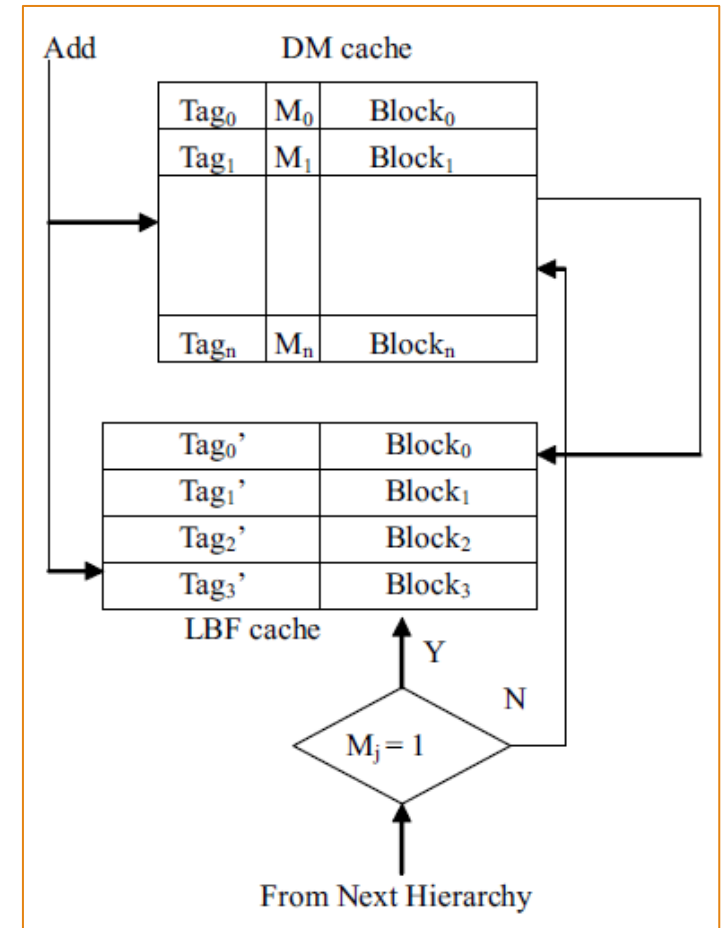 Add DM cache
Tag₀ M₀ Block₀
Tag₁ M₁ Block₁
Tagₙ Mₙ Blockₙ
Tag₀’ Block₀
Tag₁’ Block₁
Tag₂’ Block₂
Tag₃’ Block₃
LBF cache
Y
N
Mⱼ = 1
From Next Hierarchy